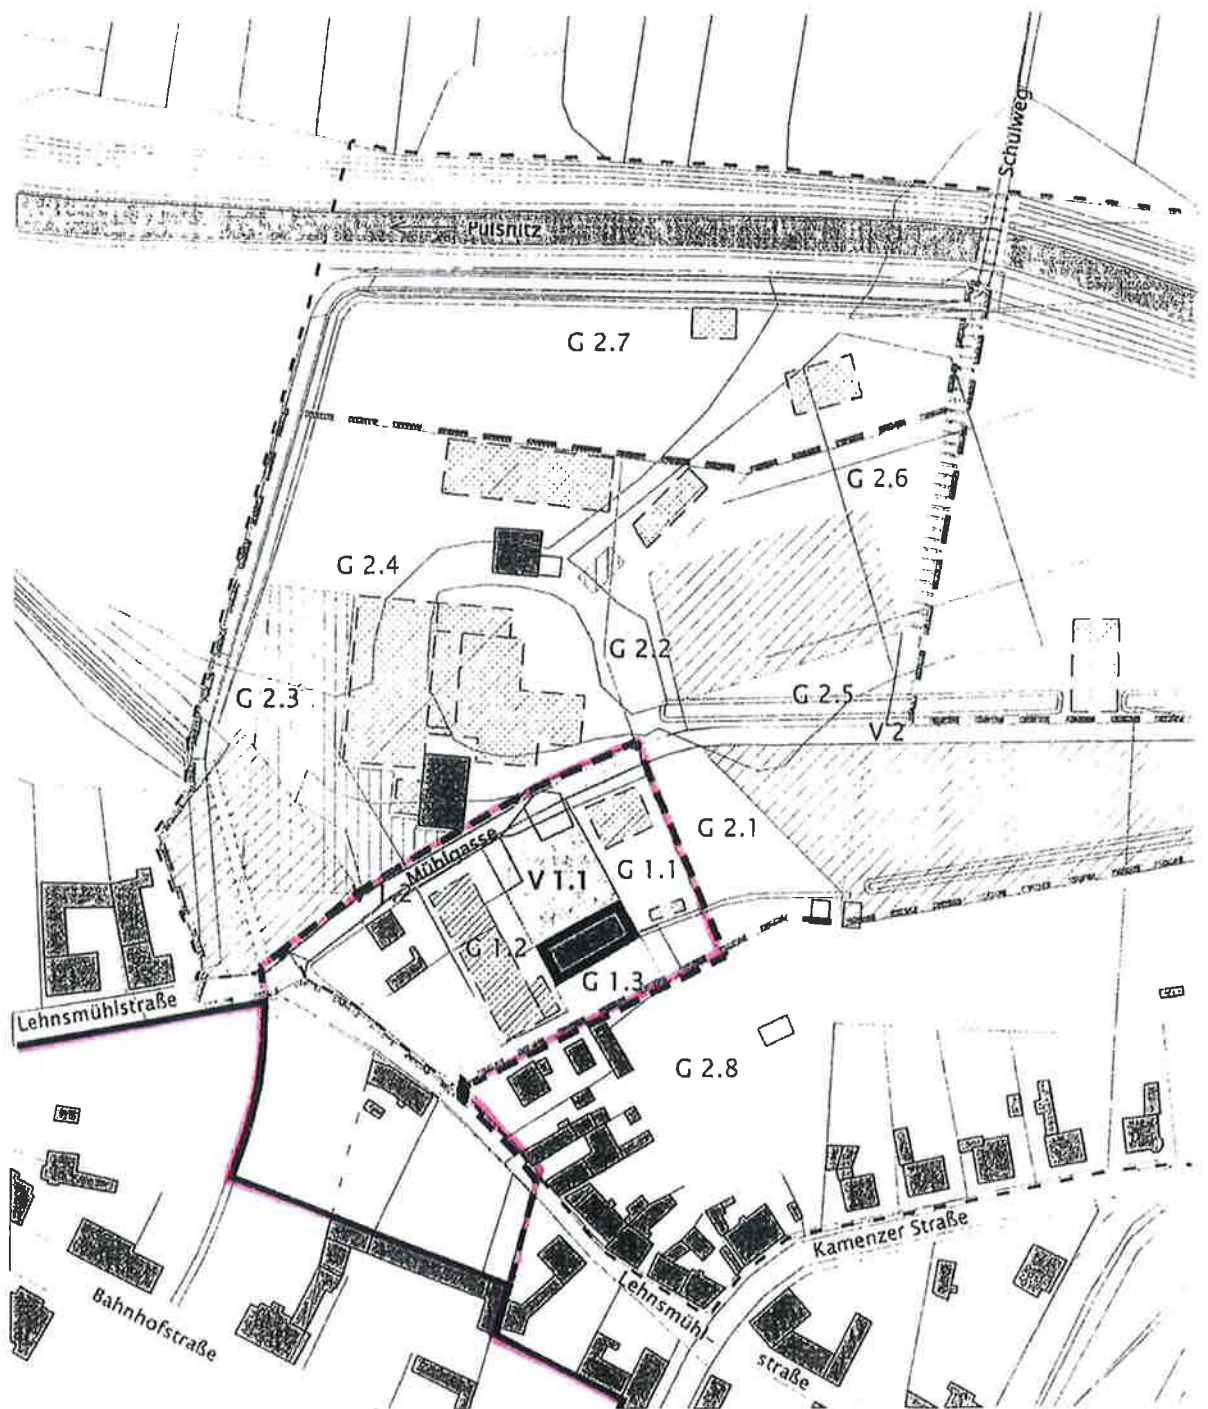 Schulweg
Pulsnitz
G 2.7
G 2.6
G 2.4
G 2.2
G 2.3
G 2.5
V 2
G 2.1
Mühlgasse
V 1.1
G 1.1
G 1.2
G 1.3
Lehnsmühlstraße
G 2.8
Kamenzer Straße
Lehnsmühl-
straße
Bahnhofstraße